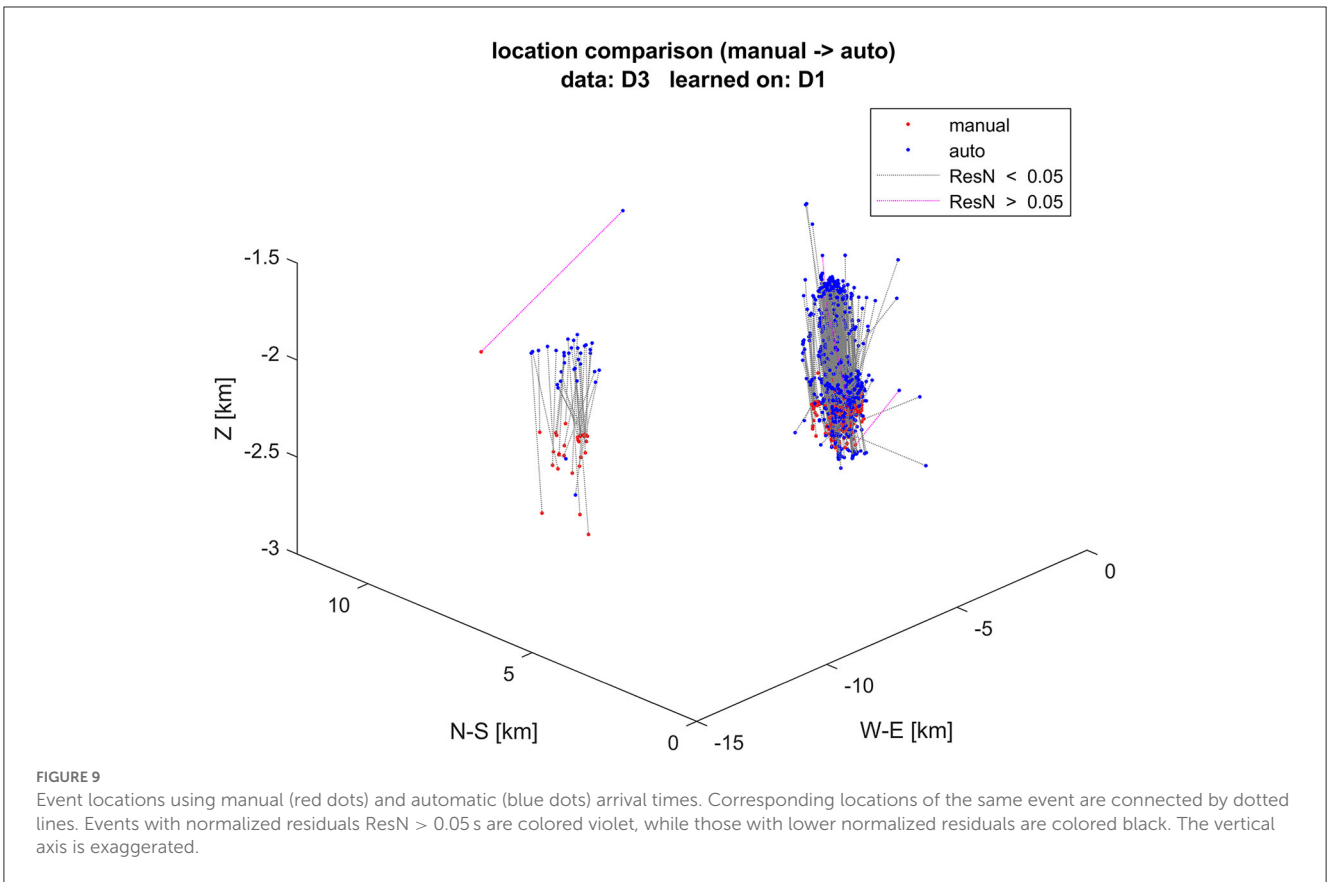 location comparison (manual -> auto)
data: D3 learned on: D1
manual
auto
ResN < 0.05
ResN > 0.05
-1.5
-2
-2.5
-3
Z [km]
10
5
0
N-S [km]
-15
-10
-5
0
W-E [km]
FIGURE 9
Event locations using manual (red dots) and automatic (blue dots) arrival times. Corresponding locations of the same event are connected by dotted
lines. Events with normalized residuals ResN > 0.05 s are colored violet, while those with lower normalized residuals are colored black. The vertical
axis is exaggerated.